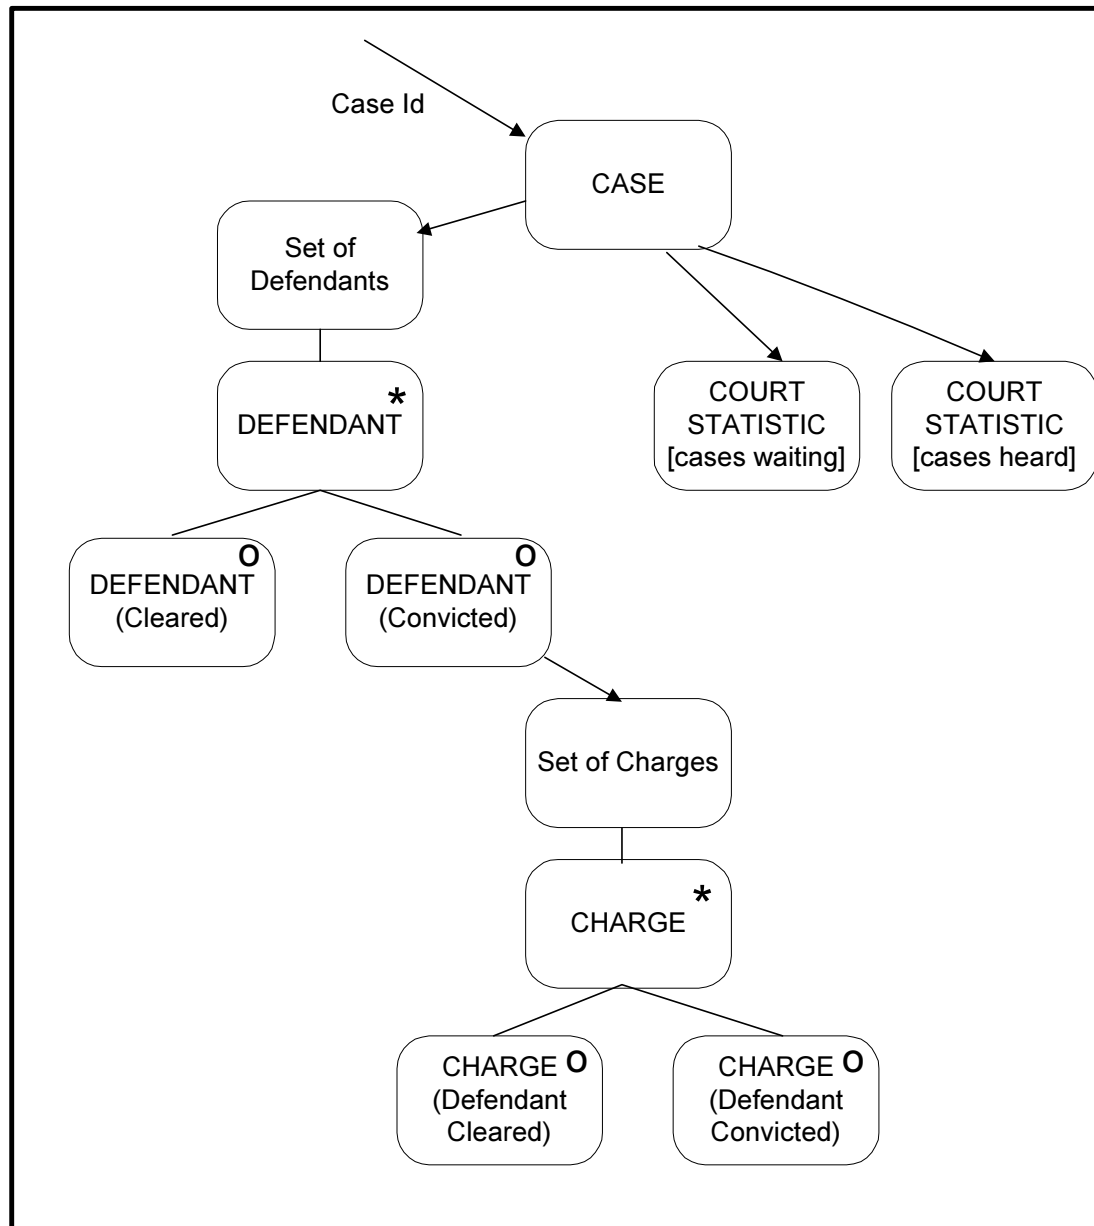 Case Id
CASE
Set of
Defendants
DEFENDANT
*
COURT
STATISTIC
[cases waiting]
COURT
STATISTIC
[cases heard]
DEFENDANT
(Cleared)
O
DEFENDANT
(Convicted)
O
Set of Charges
CHARGE
*
CHARGE O
(Defendant
Cleared)
CHARGE O
(Defendant
Convicted)